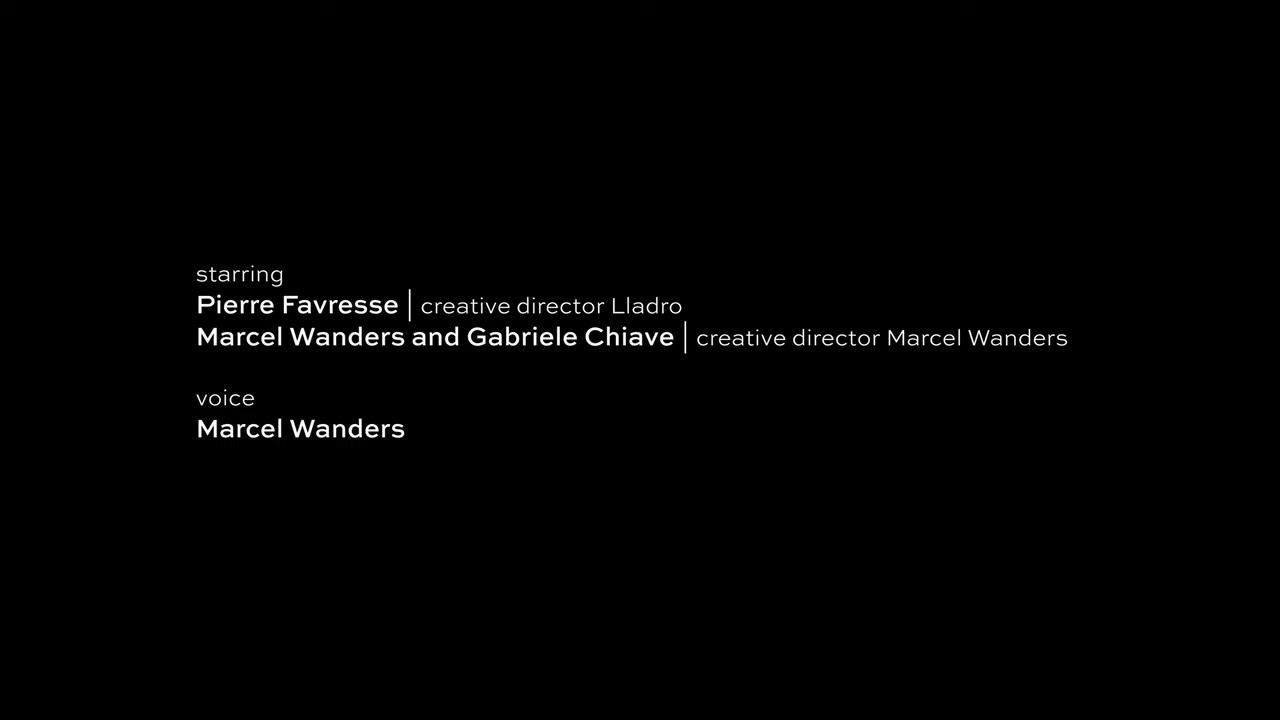 starring
Pierre Favresse | creative director Lladro
Marcel Wanders and Gabriele Chiave | creative director Marcel Wanders
voice
Marcel Wanders